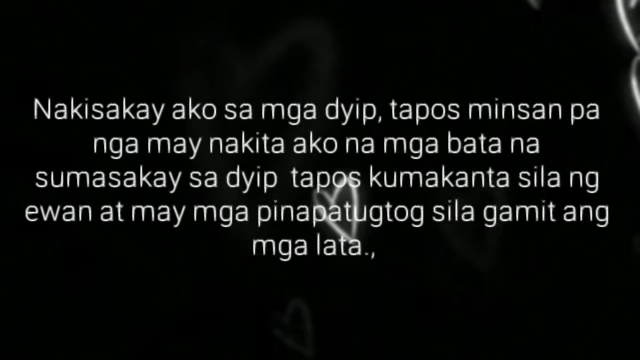 Nakisakay ako sa mga dyip, tapos minsan pa
nga may nakita ako na mga bata na
sumasakay sa dyip  tapos kumakanta sila ng
ewan at may mga pinapatugtog sila gamit ang
mga lata.,